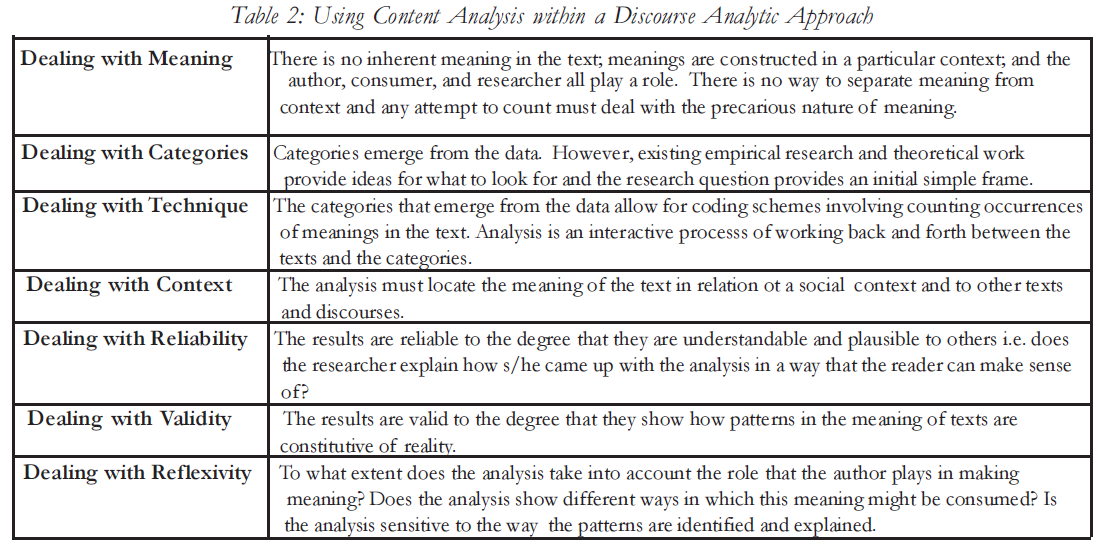 Table 2: Using Content Analysis within a Discourse Analytic Approach
Dealing with Meaning
There is no inherent meaning in the text; meanings are constructed in a particular context; and the
author, consumer, and researcher all play a role. There is no way to separate meaning from
context and any attempt to count must deal with the precarious nature of meaning.
Dealing with Categories
Categories emerge from the data. However, existing empirical research and theoretical work
provide ideas for what to look for and the research question provides an initial simple frame.
Dealing with Technique
The categories that emerge from the data allow for coding schemes involving counting occurrences
of meanings in the text. Analysis is an interactive processs of working back and forth between the
texts and the categories.
Dealing with Context
The analysis must locate the meaning of the text in relation ot a social context and to other texts
and discourses.
Dealing with Reliability
The results are reliable to the degree that they are understandable and plausible to others i.e. does
the researcher explain how s/he came up with the analysis in a way that the reader can make sense
of?
Dealing with Validity
The results are valid to the degree that they show how patterns in the meaning of texts are
constitutive of reality.
Dealing with Reflexivity
To what extent does the analysis take into account the role that the author plays in making
meaning? Does the analysis show different ways in which this meaning might be consumed? Is
the analysis sensitive to the way the patterns are identified and explained.